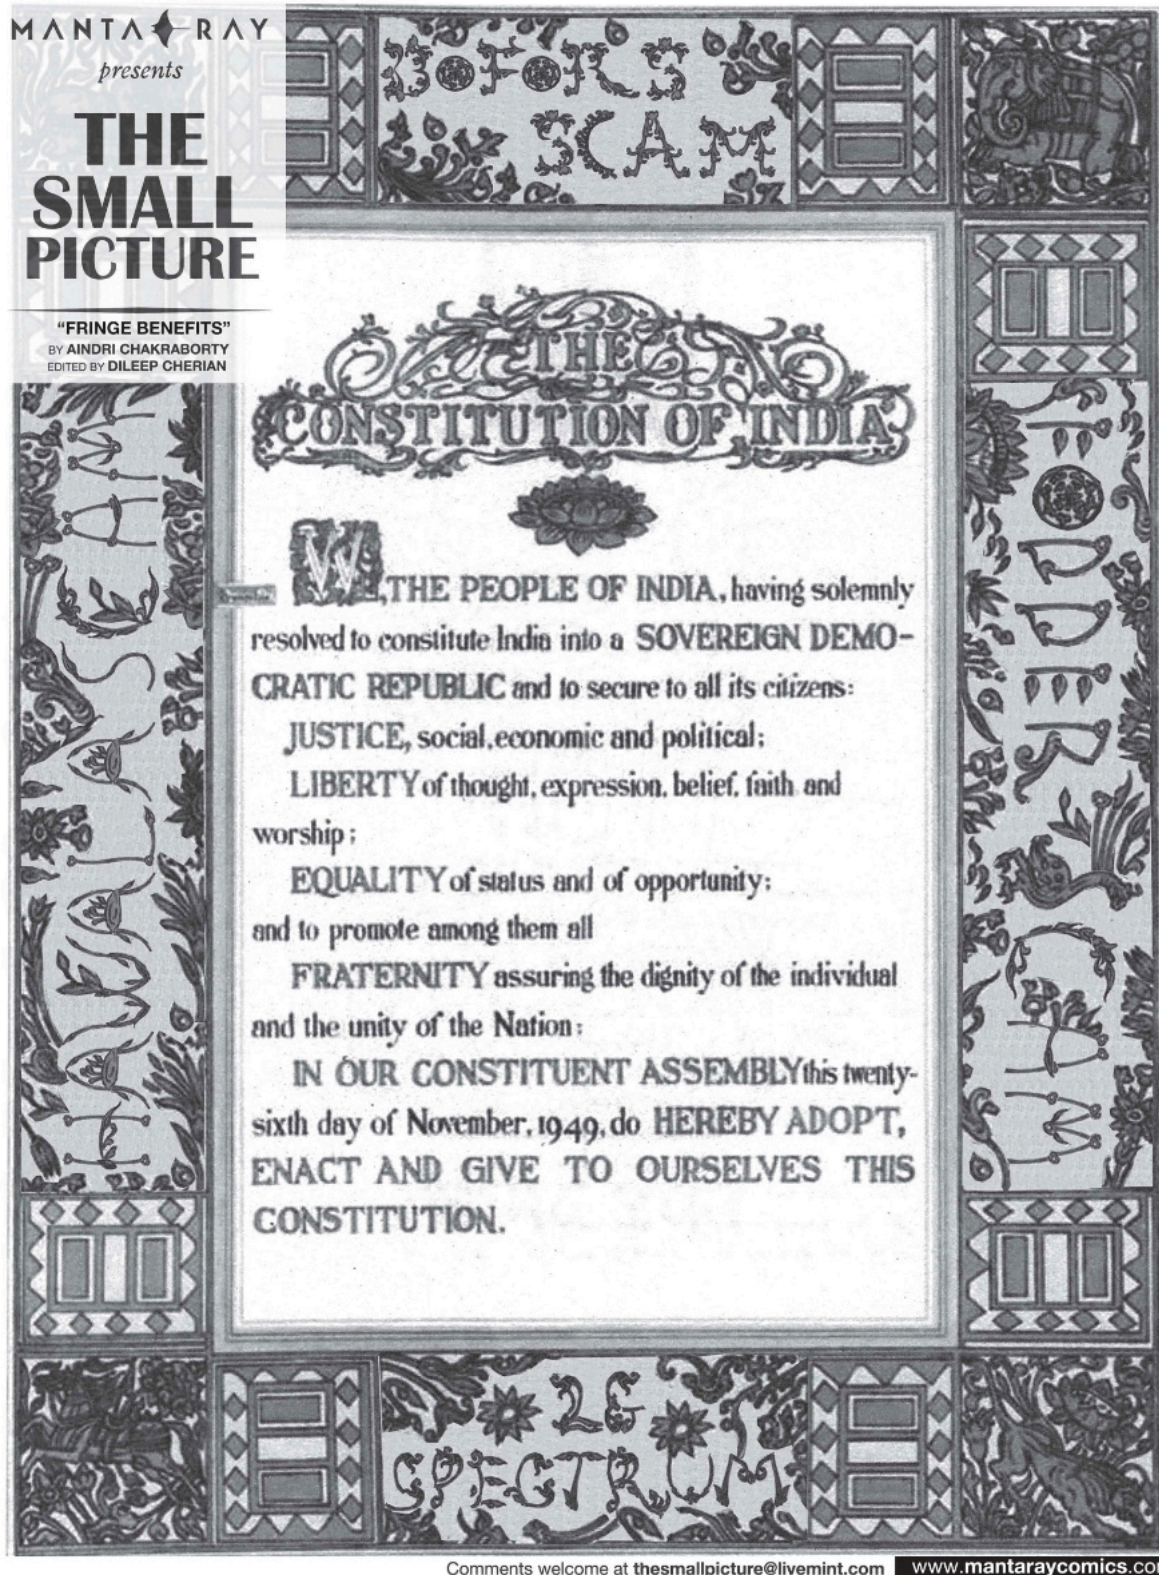 MANTA RAY
presents
THE
SMALL
PICTURE
"FRINGE BENEFITS"
BY AINDRI CHAKRABORTY
EDITED BY DILEEP CHERIAN
BOFORS
SCAM
THE
CONSTITUTION OF INDIA
WE, THE PEOPLE OF INDIA, having solemnly
resolved to constitute India into a SOVEREIGN DEMO-
CRATIC REPUBLIC and to secure to all its citizens:
JUSTICE, social, economic and political;
LIBERTY of thought, expression, belief, faith and
worship;
EQUALITY of status and of opportunity;
and to promote among them all
FRATERNITY assuring the dignity of the individual
and the unity of the Nation;
IN OUR CONSTITUENT ASSEMBLY this twenty-
sixth day of November, 1949, do HEREBY ADOPT,
ENACT AND GIVE TO OURSELVES THIS
CONSTITUTION.
HAWALA SCAM
FODDER SCAM
2G
SPECTRUM
Comments welcome at thesmallpicture@livemint.com
www.mantaraycomics.com